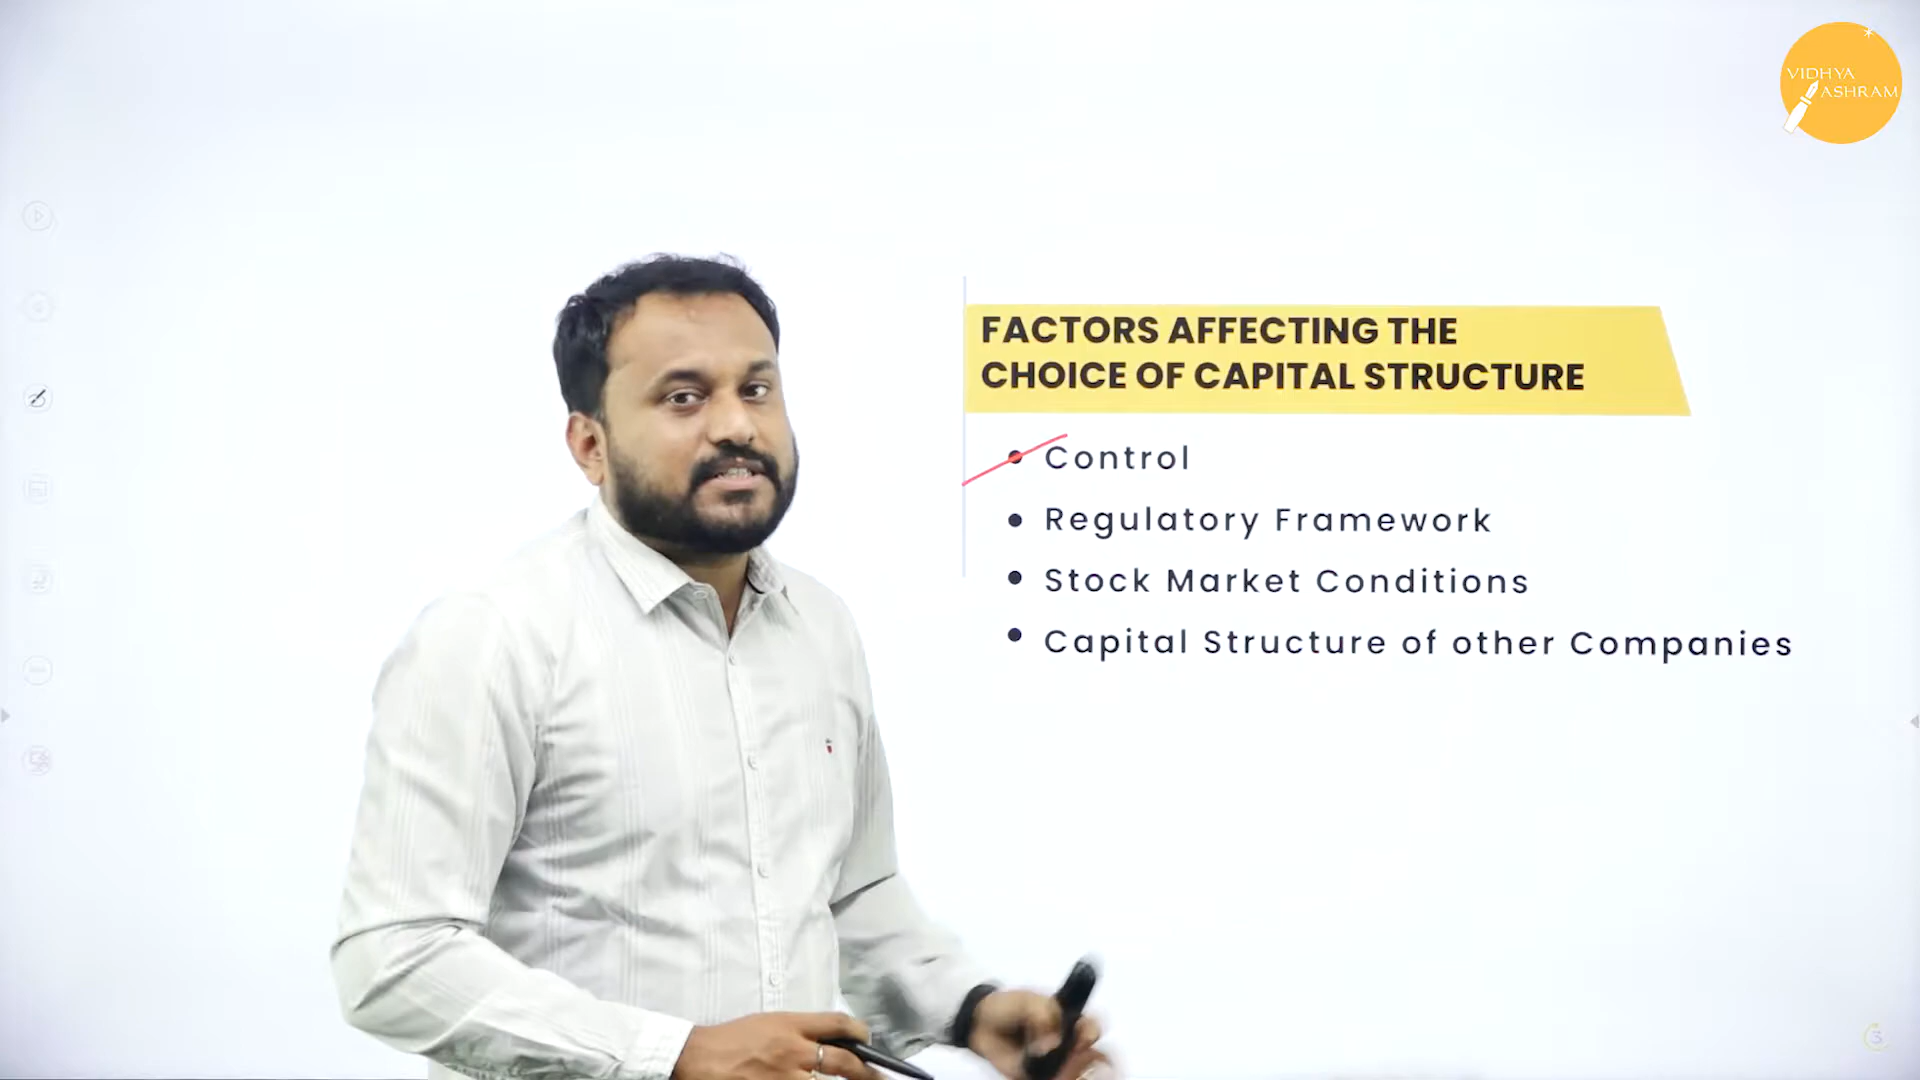 VIDHYA
ASHRAM
FACTORS AFFECTING THE
CHOICE OF CAPITAL STRUCTURE
• Control
• Regulatory Framework
• Stock Market Conditions
• Capital Structure of other Companies
3